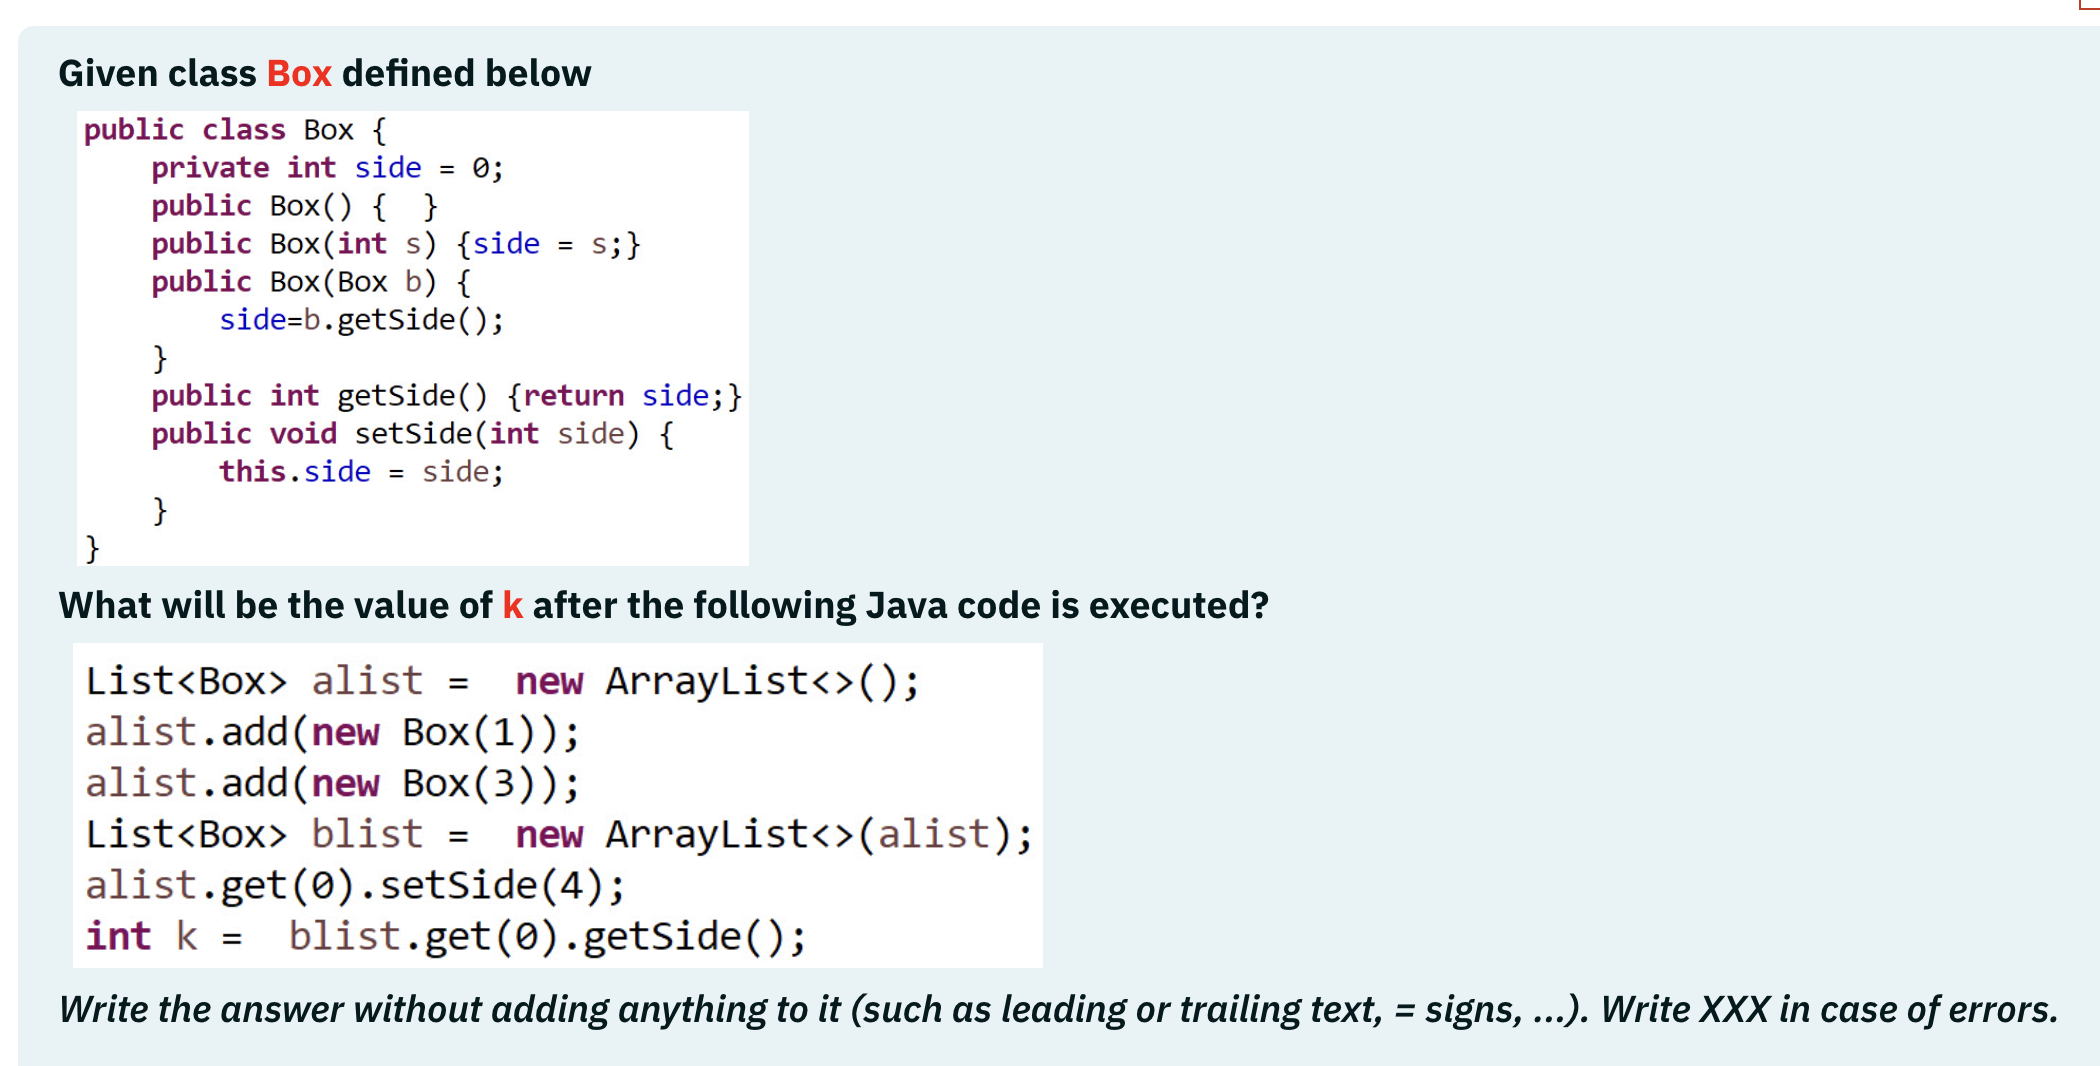 Given class Box defined below
public class Box {
    private int side = 0;
    public Box() {  }
    public Box(int s) {side = s;}
    public Box(Box b) {
        side=b.getSide();
    }
    public int getSide() {return side;}
    public void setSide(int side) {
        this.side = side;
    }
}
What will be the value of k after the following Java code is executed?
List<Box> alist =  new ArrayList<>();
alist.add(new Box(1));
alist.add(new Box(3));
List<Box> blist =  new ArrayList<>(alist);
alist.get(0).setSide(4);
int k =  blist.get(0).getSide();
Write the answer without adding anything to it (such as leading or trailing text, = signs, ...). Write XXX in case of errors.